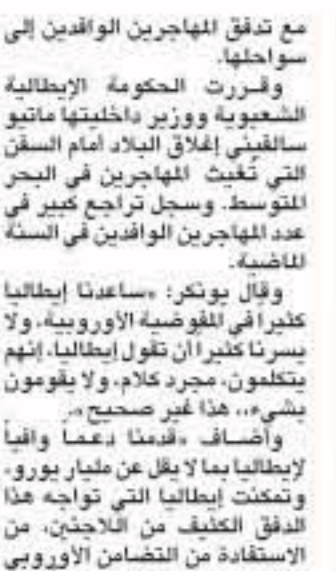 مع تدفق المهاجرين الوافدين إلى
سواحلها.
وقـررت الحكومة الإيطالية
الشعبوية ووزير داخليتها ماتيو
سالفيني إغلاق البلاد أمام السفن
التي تُغيث المهاجرين في البحر
المتوسط. وسجل تراجع كبير في
عدد المهاجرين الوافدين في السنة
الماضية.
وقال يونكر: «ساعدنا إيطاليا
كثيرا في المفوضية الأوروبية. ولا
يسرنا كثيرا أن تقول إيطاليا، إنهم
يتكلمون، مجرد كلام، ولا يقومون
بشيء.. هذا غير صحيح».
وأضـاف «قدمنا دعمـا وافيا
لإيطاليا بما لا يقل عن مليار يورو.
وتمكنت إيطاليا التي تواجه هذا
الدفق الكثيف من اللاجئين، من
الاستفادة من التضامن الأوروبي